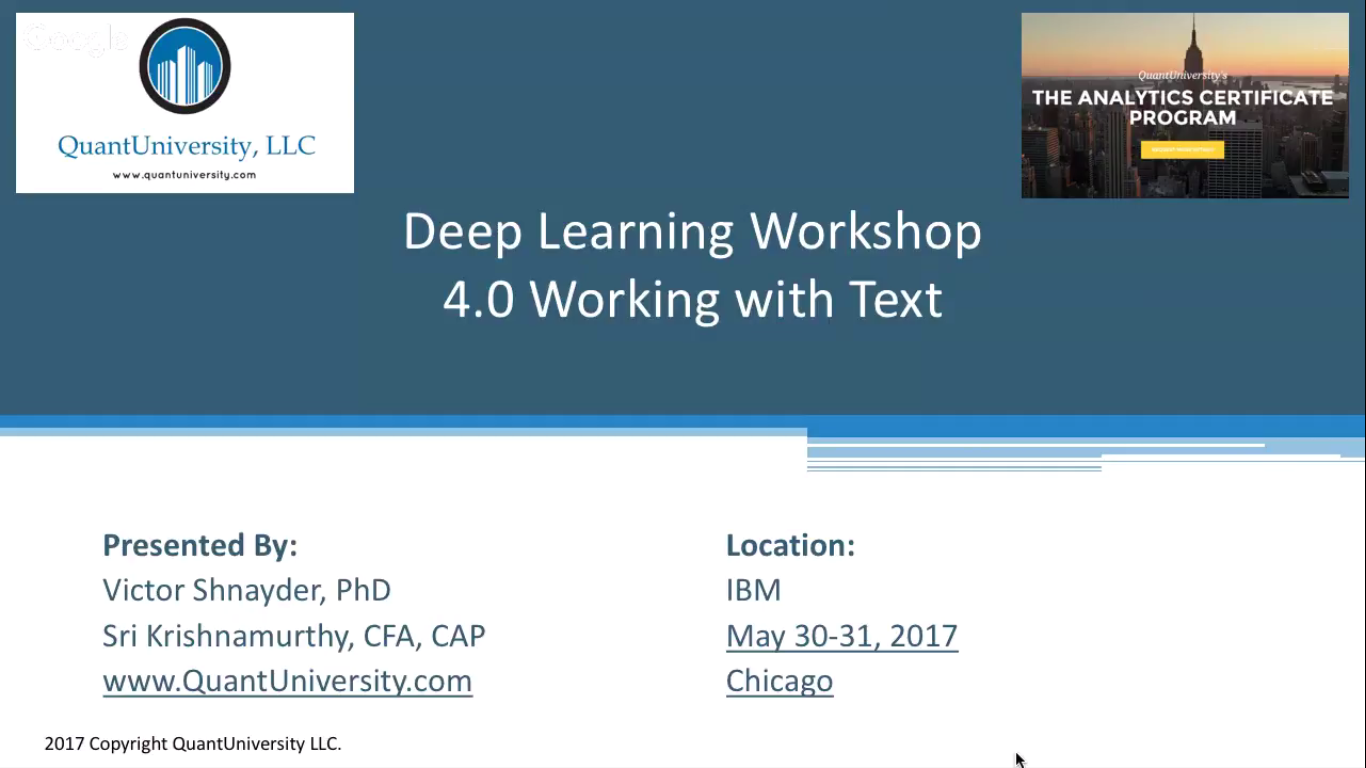 Google
QuantUniversity, LLC
www.quantuniversity.com
QuantUniversity's
THE ANALYTICS CERTIFICATE
PROGRAM
Deep Learning Workshop
4.0 Working with Text
Presented By:
Victor Shnayder, PhD
Sri Krishnamurthy, CFA, CAP
www.QuantUniversity.com
Location:
IBM
May 30-31, 2017
Chicago
2017 Copyright QuantUniversity LLC.